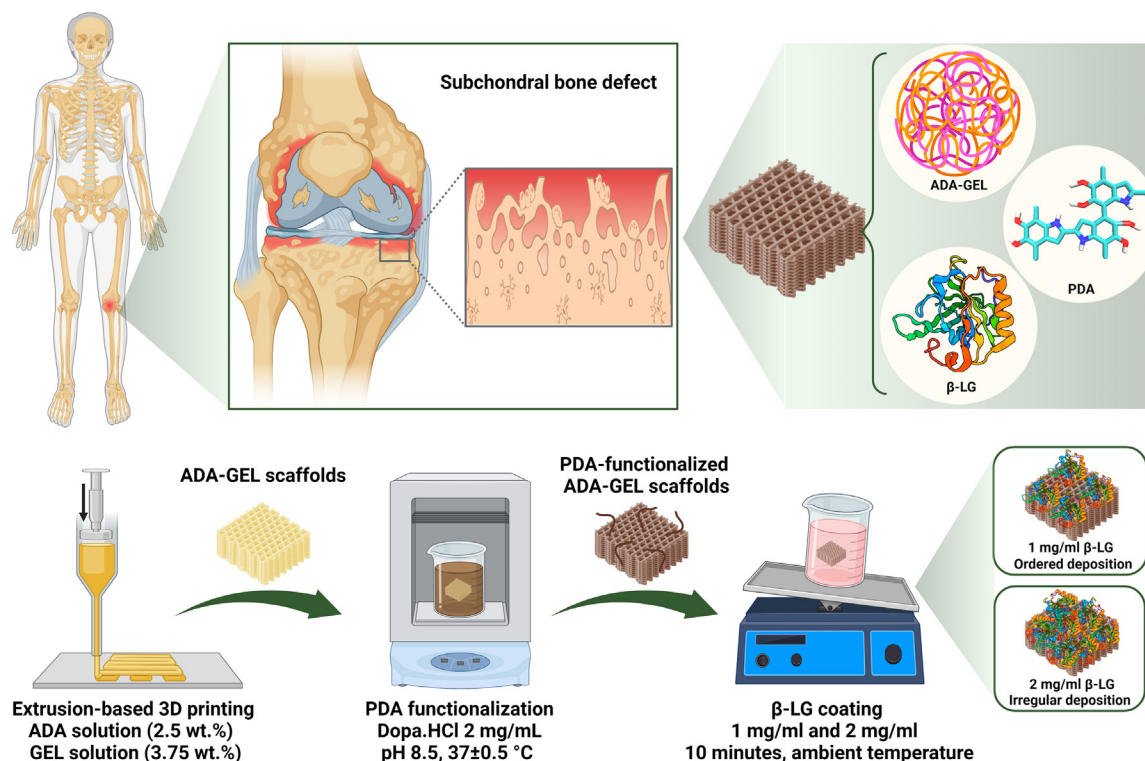 Subchondral bone defect
ADA-GEL
PDA
β-LG
ADA-GEL scaffolds
PDA-functionalized
ADA-GEL scaffolds
Extrusion-based 3D printing
ADA solution (2.5 wt.%)
GEL solution (3.75 wt.%)
PDA functionalization
Dopa.HCl 2 mg/mL
pH 8.5, 37±0.5 °C
β-LG coating
1 mg/ml and 2 mg/ml
10 minutes, ambient temperature
1 mg/ml β-LG
Ordered deposition
2 mg/ml β-LG
Irregular deposition